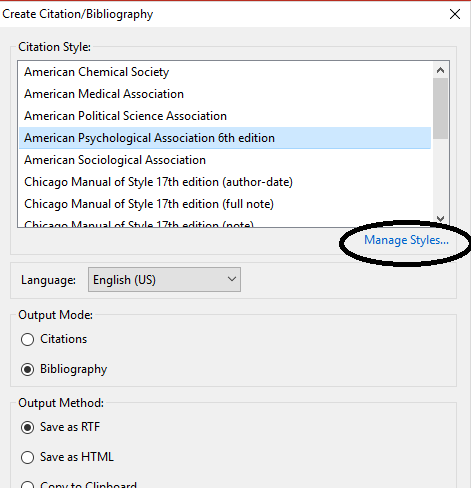 Create Citation/Bibliography
Citation Style:
American Chemical Society
American Medical Association
American Political Science Association
American Psychological Association 6th edition
American Sociological Association
Chicago Manual of Style 17th edition (author-date)
Chicago Manual of Style 17th edition (full note)
Chicago Manual of Style 17th edition (note)
Manage Styles...
Language: English (US)
Output Mode:
Citations
Bibliography
Output Method:
Save as RTF
Save as HTML
Copy to Clipboard